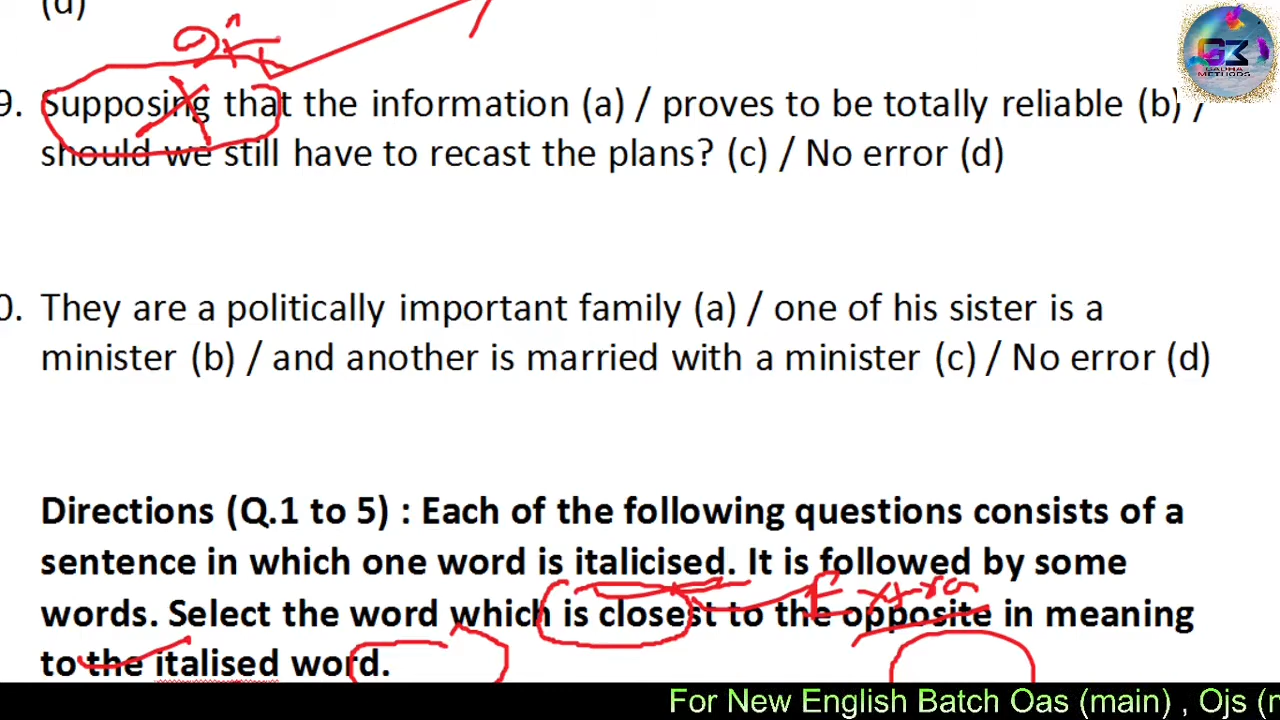 (d)
9. Supposing that the information (a) / proves to be totally reliable (b) /
should we still have to recast the plans? (c) / No error (d)
0. They are a politically important family (a) / one of his sister is a
minister (b) / and another is married with a minister (c) / No error (d)
Directions (Q.1 to 5) : Each of the following questions consists of a
sentence in which one word is italicised. It is followed by some
Extra
words. Select the word which is closest to the opposite in meaning
to the italised word.
For New English Batch Oas (main) , Ojs (
G3
GADHA
METHODS